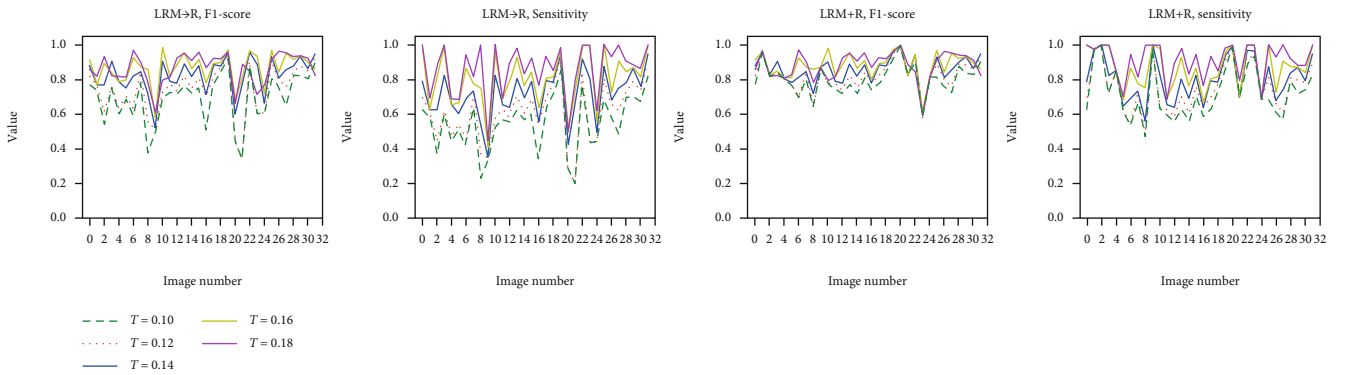 LRM→R, F1-score
LRM→R, Sensitivity
LRM+R, F1-score
LRM+R, sensitivity
Value
1.0
0.8
0.6
0.4
0.2
0.0
0 2 4 6 8 10 12 14 16 18 20 22 24 26 28 30 32
Image number
Value
1.0
0.8
0.6
0.4
0.2
0.0
0 2 4 6 8 10 12 14 16 18 20 22 24 26 28 30 32
Image number
Value
1.0
0.8
0.6
0.4
0.2
0.0
0 2 4 6 8 10 12 14 16 18 20 22 24 26 28 30 32
Image number
Value
1.0
0.8
0.6
0.4
0.2
0.0
0 2 4 6 8 10 12 14 16 18 20 22 24 26 28 30 32
Image number
T = 0.10
T = 0.12
T = 0.14
T = 0.16
T = 0.18